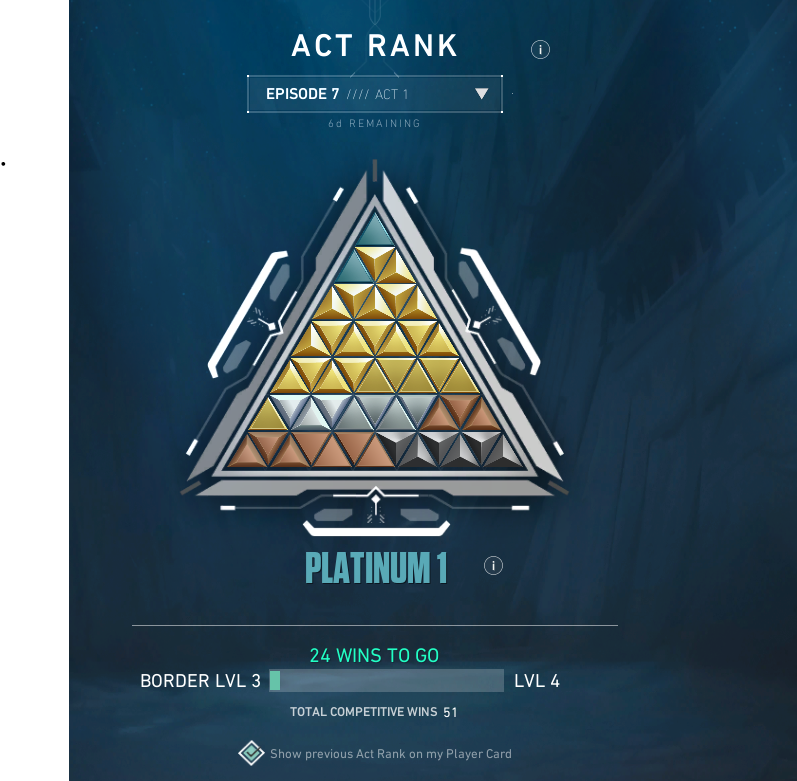 ACT RANK
i
EPISODE 7 //// ACT 1
6d REMAINING
PLATINUM 1
i
24 WINS TO GO
BORDER LVL 3 LVL 4
TOTAL COMPETITIVE WINS 51
Show previous Act Rank on my Player Card